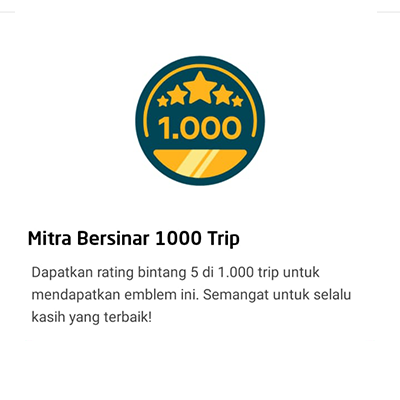 1.000
Mitra Bersinar 1000 Trip
Dapatkan rating bintang 5 di 1.000 trip untuk
mendapatkan emblem ini. Semangat untuk selalu
kasih yang terbaik!